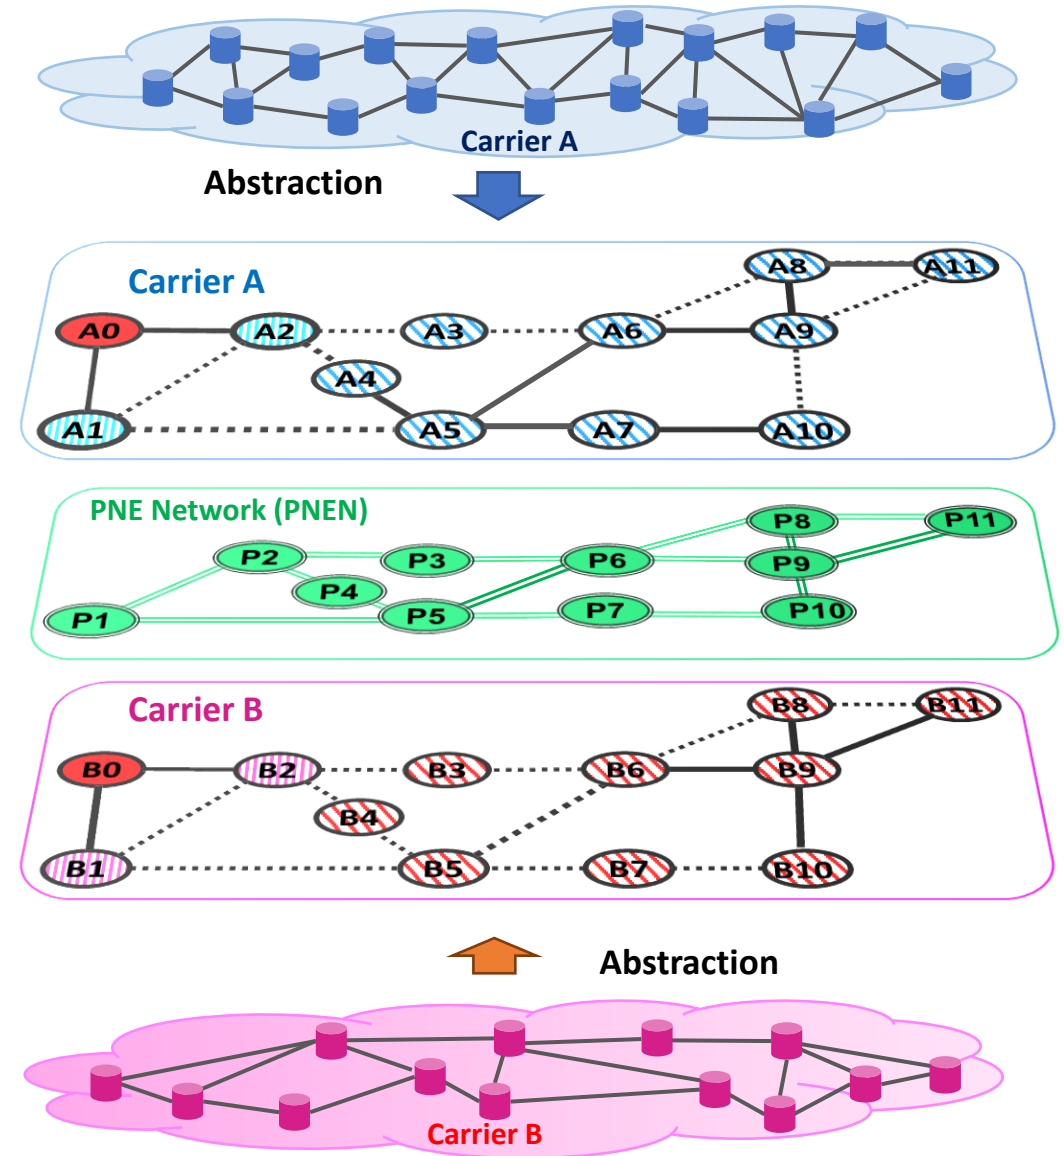 Carrier A
Abstraction
Carrier A
A8
A11
A0
A2
A3
A6
A9
A4
A1
A5
A7
A10
PNE Network (PNEN)
P8
P11
P2
P3
P6
P9
P4
P1
P5
P7
P10
Carrier B
B8
B11
B0
B2
B3
B6
B9
B4
B1
B5
B7
B10
Abstraction
Carrier B